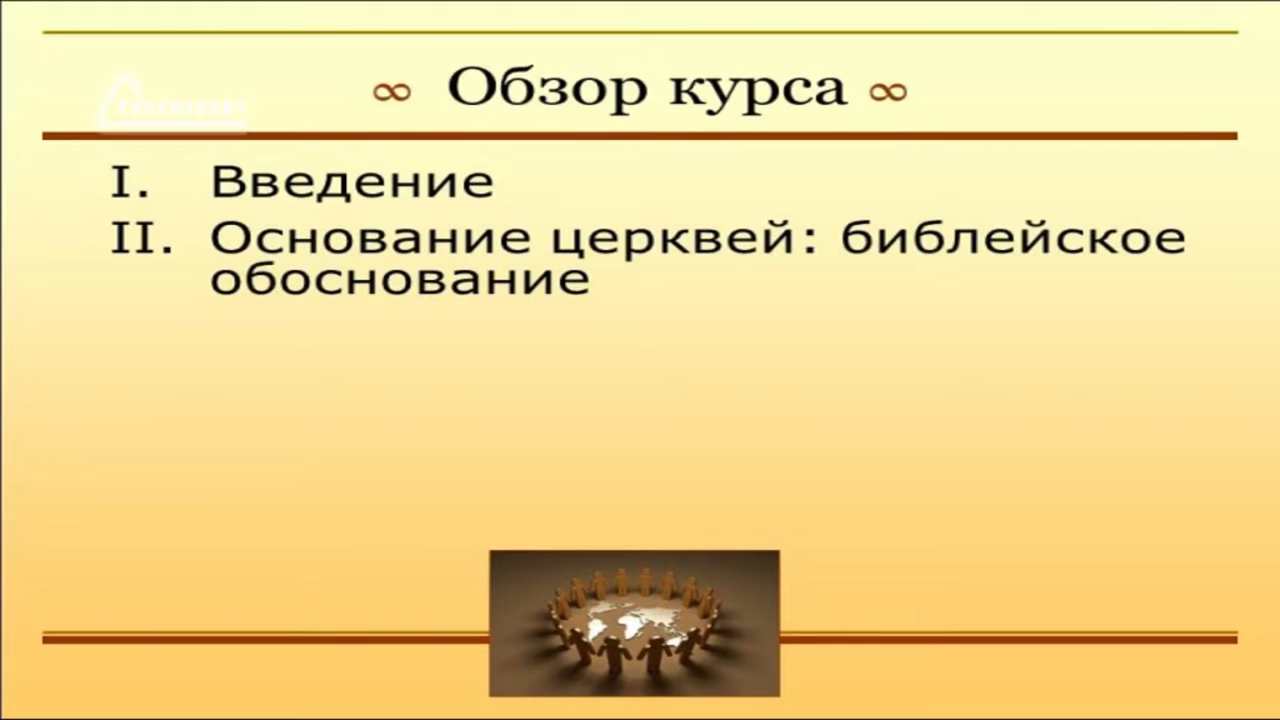 ∞ Обзор курса ∞
I. Введение
II. Основание церквей: библейское
обоснование